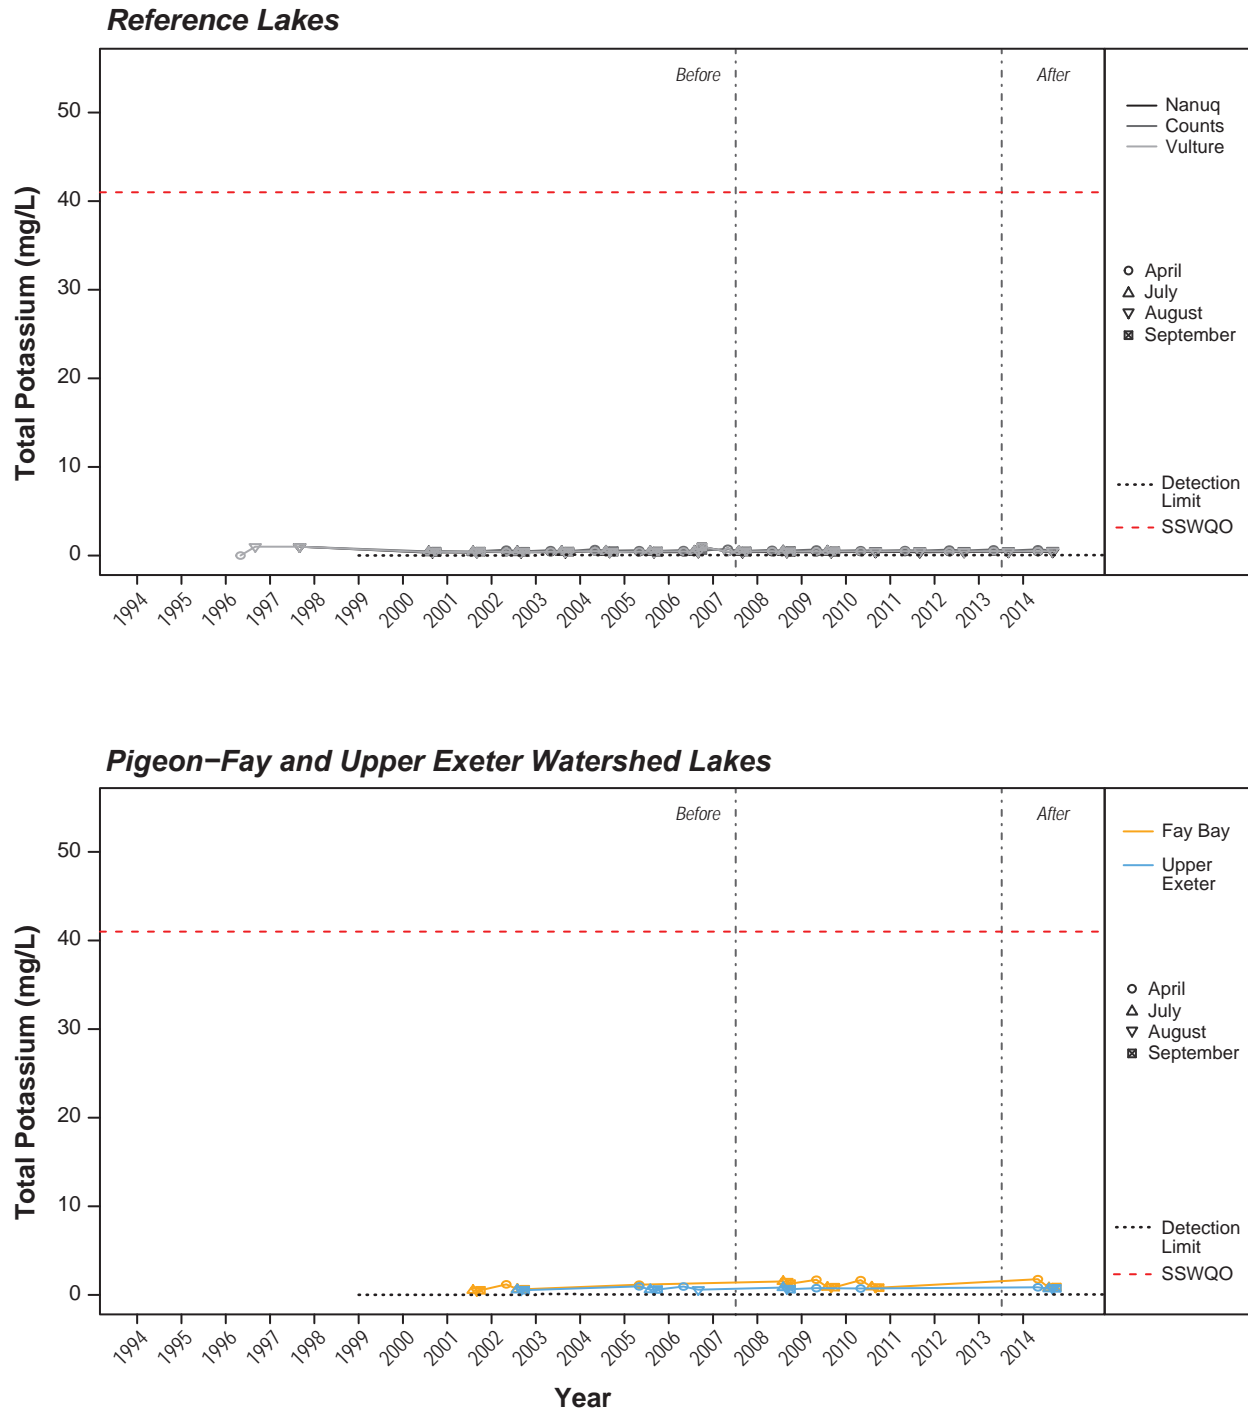 Reference Lakes
Before
After
Total Potassium (mg/L)
50
40
30
20
10
0
1994
1995
1996
1997
1998
1999
2000
2001
2002
2003
2004
2005
2006
2007
2008
2009
2010
2011
2012
2013
2014
Nanuq
Counts
Vulture
April
July
August
September
Detection
Limit
SSWQO
Pigeon−Fay and Upper Exeter Watershed Lakes
Before
After
Total Potassium (mg/L)
50
40
30
20
10
0
1994
1995
1996
1997
1998
1999
2000
2001
2002
2003
2004
2005
2006
2007
2008
2009
2010
2011
2012
2013
2014
Year
Fay Bay
Upper
Exeter
April
July
August
September
Detection
Limit
SSWQO